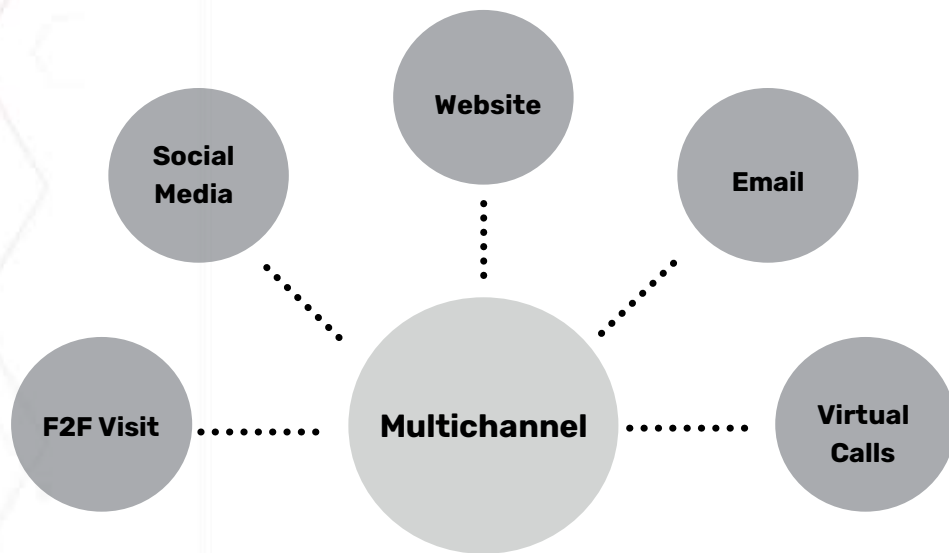 Website
Social
Media
Email
F2F Visit
Multichannel
Virtual
Calls